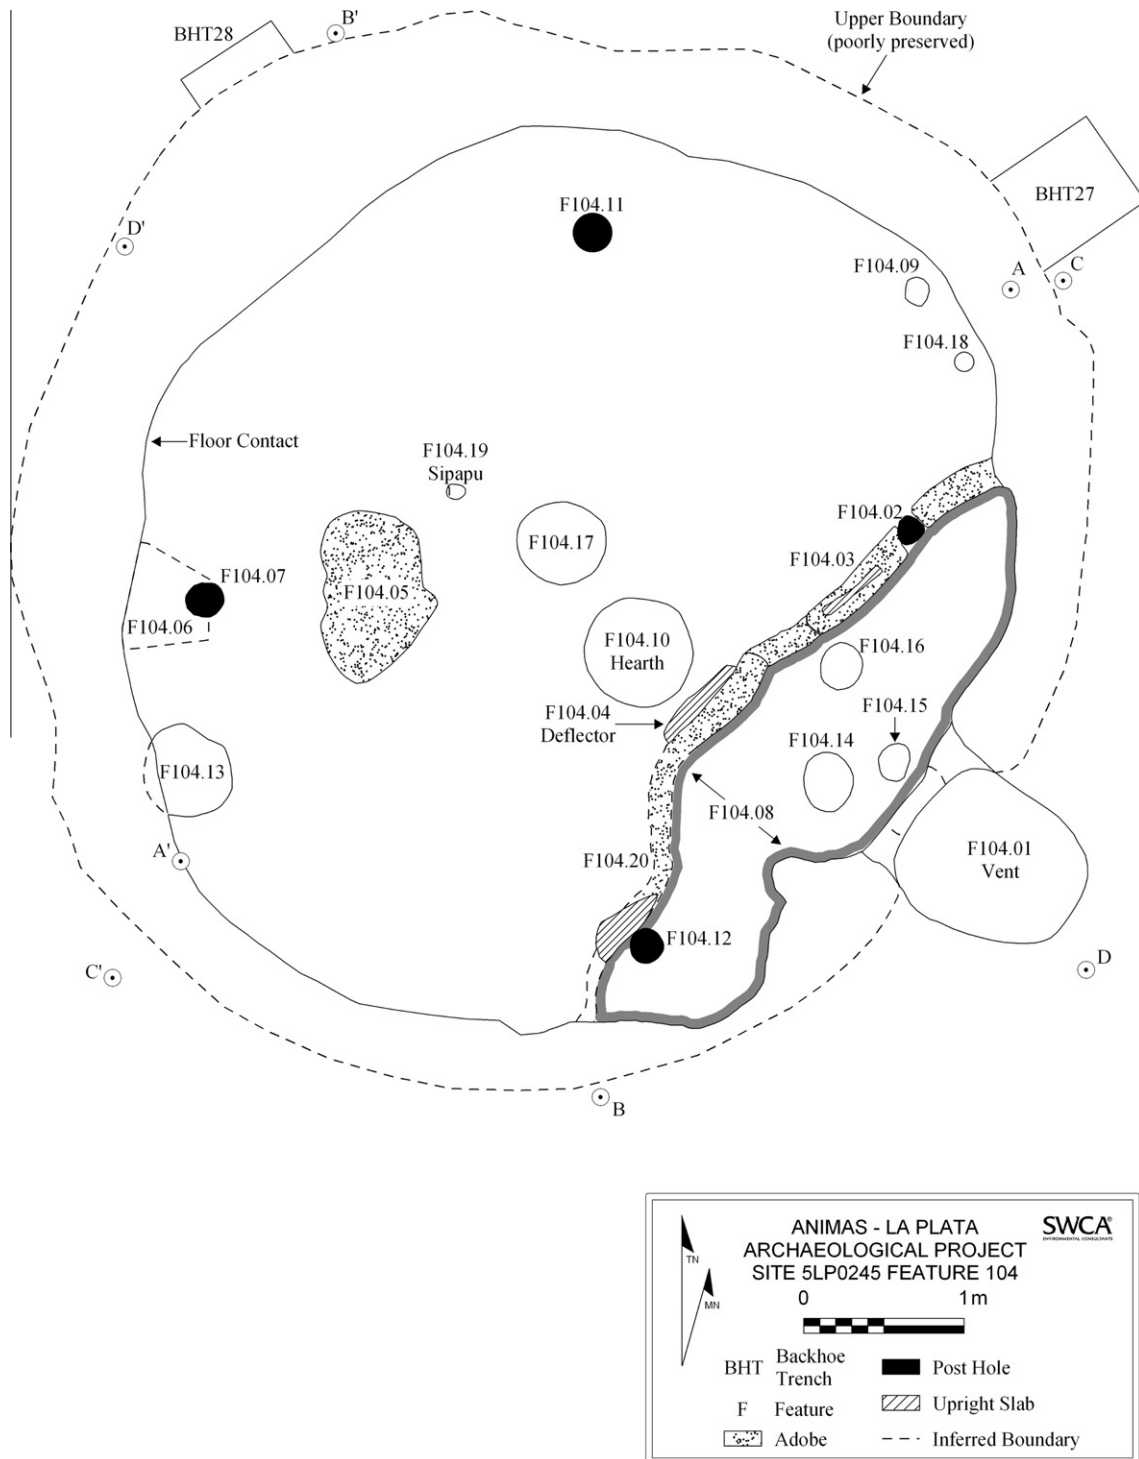 B'
BHT28
Upper Boundary
(poorly preserved)
BHT27
F104.11
D'
F104.09
A
C
F104.18
Floor Contact
F104.19
Sipapu
F104.02
F104.17
F104.03
F104.07
F104.05
F104.06
F104.10
Hearth
F104.16
F104.04
Deflector
F104.15
F104.14
F104.13
F104.08
A'
F104.20
F104.01
Vent
F104.12
C'
D
B
ANIMAS - LA PLATA
ARCHAEOLOGICAL PROJECT
SITE 5LP0245 FEATURE 104
SWCA®
ENVIRONMENTAL CONSULTANTS
TN
MN
0 1m
BHT Backhoe
Trench
Post Hole
F Feature
Upright Slab
Adobe
Inferred Boundary